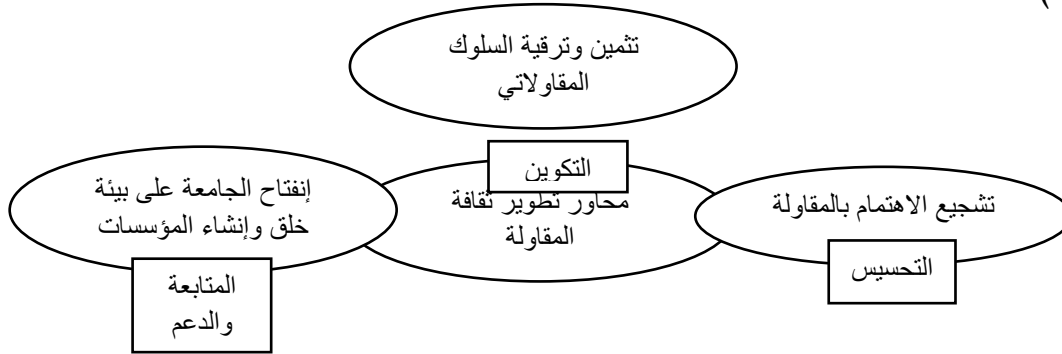 تثمين وترقية السلوك
المقاولاتي
التكوين
محاور تطوير ثقافة
المقاولة
تشجيع الاهتمام بالمقاولة
التحسيس
إنفتاح الجامعة على بيئة
خلق وإنشاء المؤسسات
المتابعة
والدعم